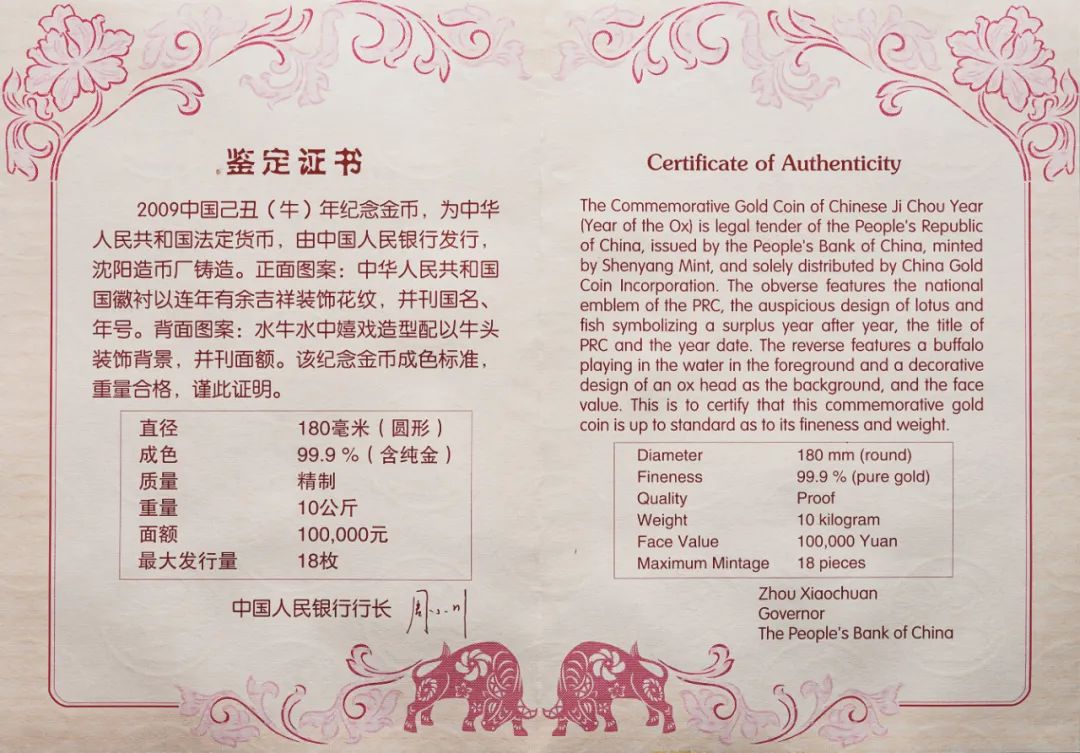 鉴定证书
2009中国己丑（牛）年纪念金币，为中华
人民共和国法定货币，由中国人民银行发行，
沈阳造币厂铸造。正面图案：中华人民共和国
国徽衬以连年有余吉祥装饰花纹，并刊国名、
年号。背面图案：水牛水中嬉戏造型配以牛头
装饰背景，并刊面额。该纪念金币成色标准，
重量合格，谨此证明。
直径 180毫米（圆形）
成色 99.9 %（含纯金）
质量 精制
重量 10公斤
面额 100,000元
最大发行量 18枚
中国人民银行行长 周小川
Certificate of Authenticity
The Commemorative Gold Coin of Chinese Ji Chou Year
(Year of the Ox) is legal tender of the People's Republic
of China, issued by the People's Bank of China, minted
by Shenyang Mint, and solely distributed by China Gold
Coin Incorporation. The obverse features the national
emblem of the PRC, the auspicious design of lotus and
fish symbolizing a surplus year after year, the title of
PRC and the year date. The reverse features a buffalo
playing in the water in the foreground and a decorative
design of an ox head as the background, and the face
value. This is to certify that this commemorative gold
coin is up to standard as to its fineness and weight.
Diameter 180 mm (round)
Fineness 99.9 % (pure gold)
Quality Proof
Weight 10 kilogram
Face Value 100,000 Yuan
Maximum Mintage 18 pieces
Zhou Xiaochuan
Governor
The People's Bank of China